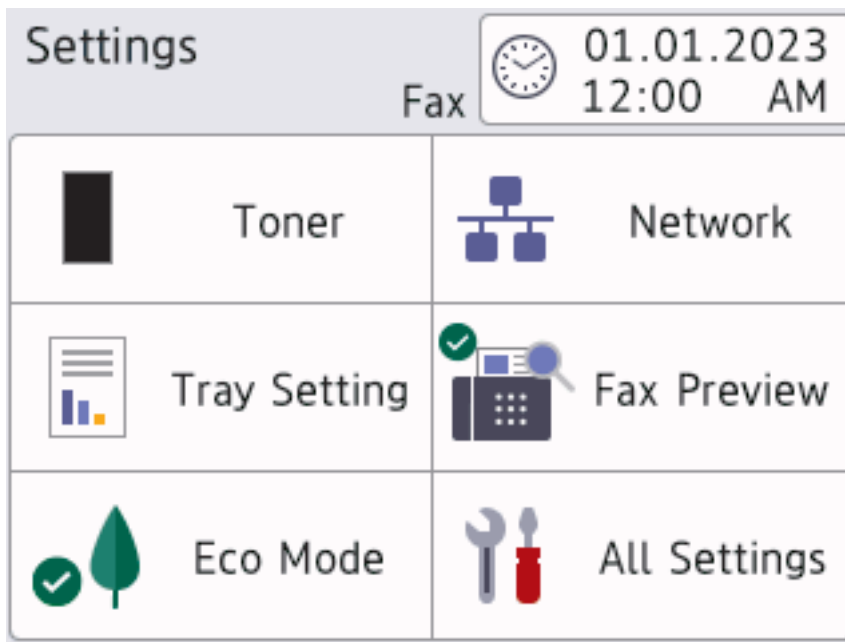 Settings
Fax
01.01.2023
12:00 AM
Toner
Network
Tray Setting
Fax Preview
Eco Mode
All Settings